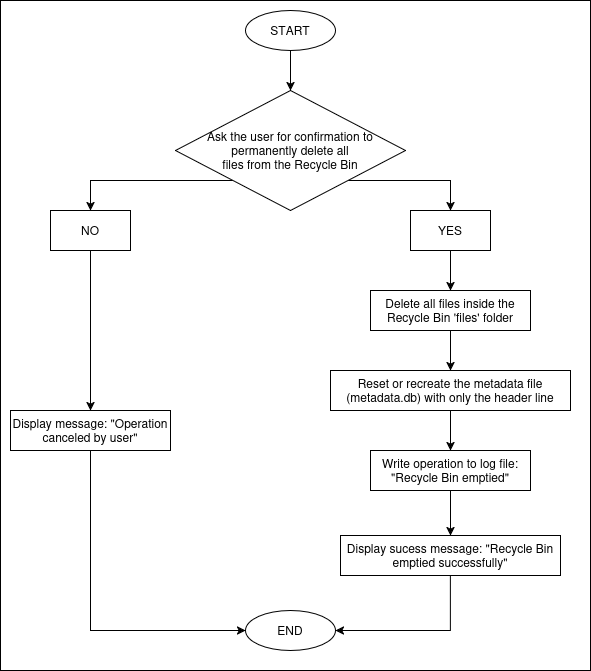 START
Ask the user for confirmation to
permanently delete all
files from the Recycle Bin
NO
YES
Delete all files inside the
Recycle Bin 'files' folder
Reset or recreate the metadata file
(metadata.db) with only the header line
Display message: "Operation
canceled by user"
Write operation to log file:
"Recycle Bin emptied"
Display sucess message: "Recycle Bin
emptied successfully"
END